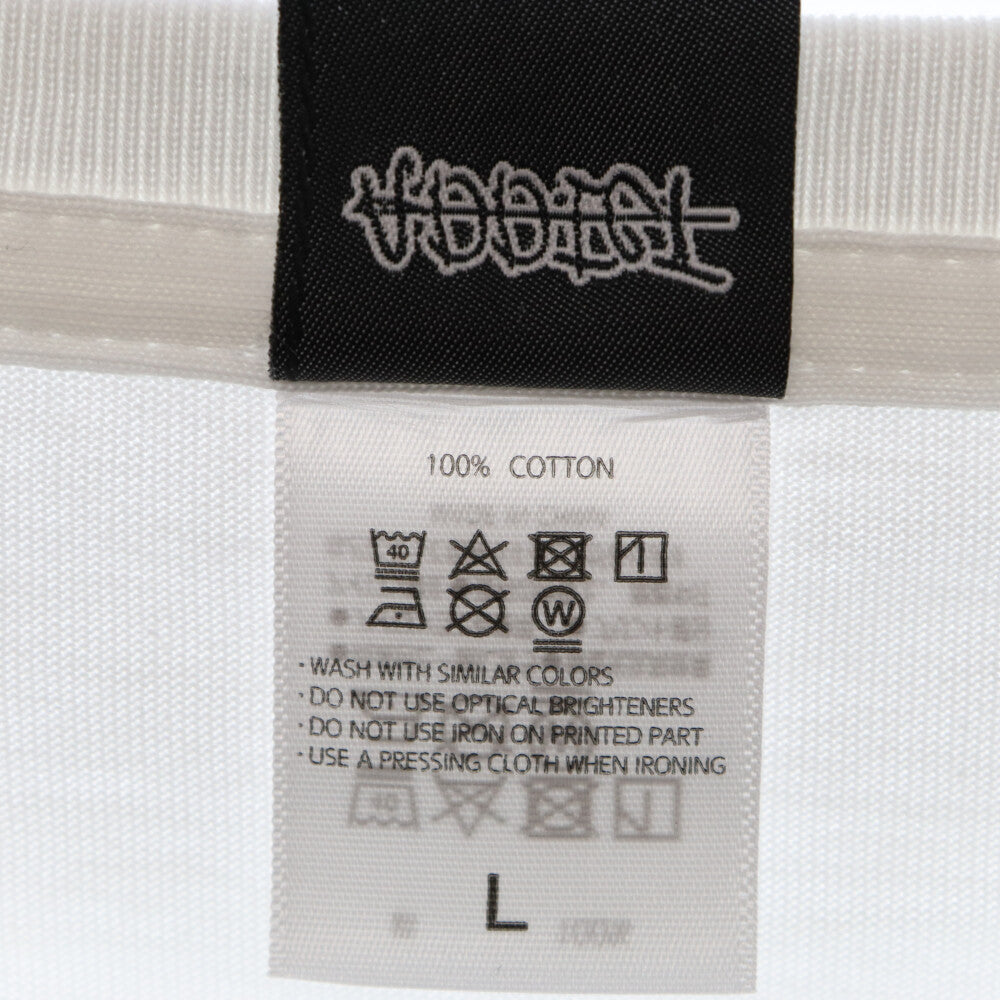 100% COTTON
40
W
· WASH WITH SIMILAR COLORS
· DO NOT USE OPTICAL BRIGHTENERS
· DO NOT USE IRON ON PRINTED PART
· USE A PRESSING CLOTH WHEN IRONING
L